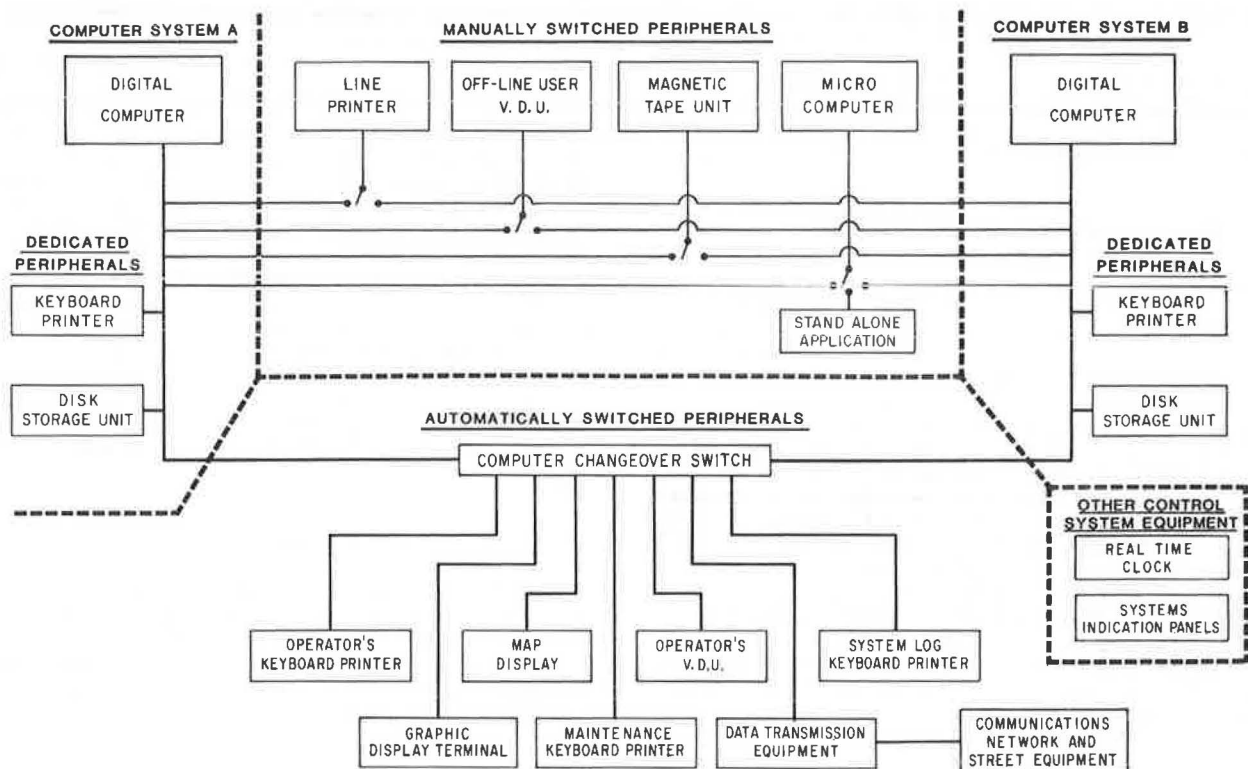 COMPUTER SYSTEM A
MANUALLY SWITCHED PERIPHERALS
COMPUTER SYSTEM B
DIGITAL
COMPUTER
LINE
PRINTER
OFF-LINE USER
V. D. U.
MAGNETIC
TAPE UNIT
MICRO
COMPUTER
DIGITAL
COMPUTER
DEDICATED
PERIPHERALS
KEYBOARD
PRINTER
DISK
STORAGE UNIT
STAND ALONE
APPLICATION
DEDICATED
PERIPHERALS
KEYBOARD
PRINTER
DISK
STORAGE UNIT
AUTOMATICALLY SWITCHED PERIPHERALS
COMPUTER CHANGEOVER SWITCH
OTHER CONTROL
SYSTEM EQUIPMENT
REAL TIME
CLOCK
SYSTEMS
INDICATION PANELS
OPERATOR'S
KEYBOARD PRINTER
MAP
DISPLAY
OPERATOR'S
V.D.U.
SYSTEM LOG
KEYBOARD PRINTER
GRAPHIC
DISPLAY TERMINAL
MAINTENANCE
KEYBOARD PRINTER
DATA TRANSMISSION
EQUIPMENT
COMMUNICATIONS
NETWORK AND
STREET EQUIPMENT